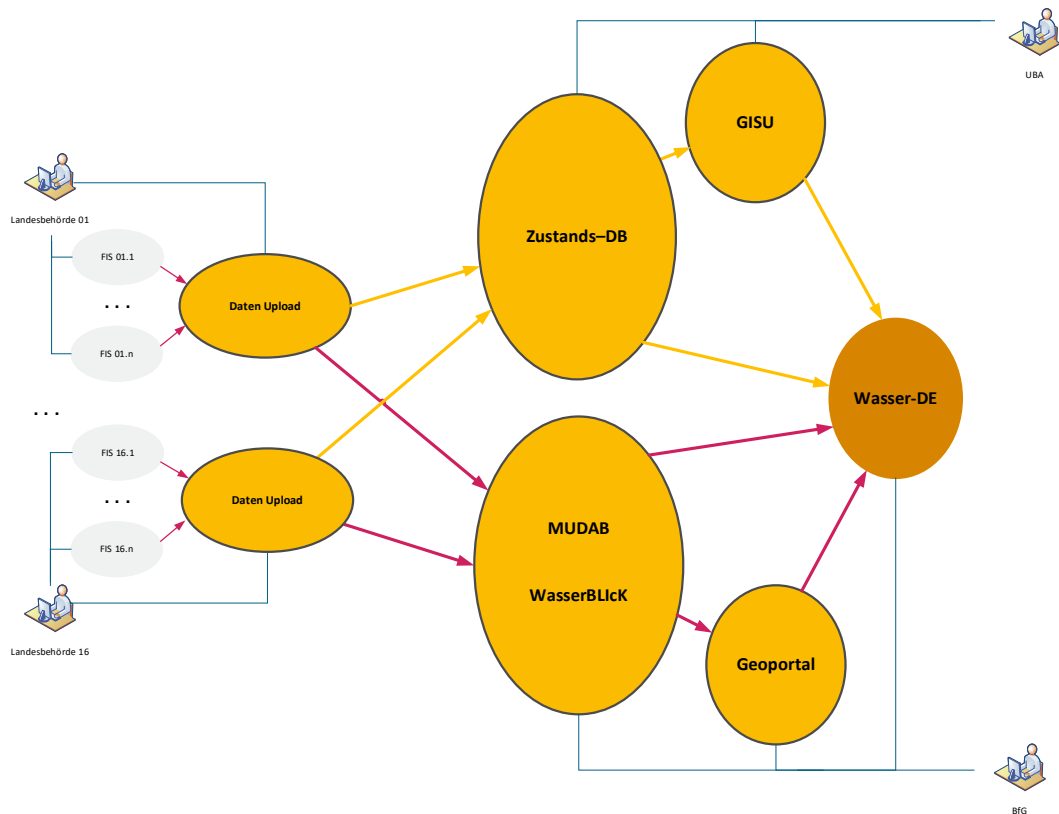 UBA
GISU
Landesbehörde 01
Zustands–DB
FIS 01.1
. . .
Daten Upload
FIS 01.n
. . .
Wasser-DE
FIS 16.1
. . .
Daten Upload
FIS 16.n
MUDAB
WasserBLIcK
Landesbehörde 16
Geoportal
BfG